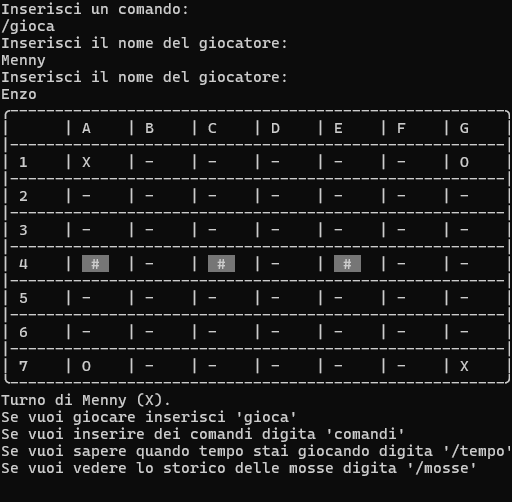 Inserisci un comando:
/gioca
Inserisci il nome del giocatore:
Menny
Inserisci il nome del giocatore:
Enzo
| | A | B | C | D | E | F | G
| 1 | X | - | - | - | - | - | O
| 2 | - | - | - | - | - | - | -
| 3 | - | - | - | - | - | - | -
| 4 | # | - | # | - | # | - | -
| 5 | - | - | - | - | - | - | -
| 6 | - | - | - | - | - | - | -
| 7 | O | - | - | - | - | - | X
Turno di Menny (X).
Se vuoi giocare inserisci 'gioca'
Se vuoi inserire dei comandi digita 'comandi'
Se vuoi sapere quando tempo stai giocando digita '/tempo'
Se vuoi vedere lo storico delle mosse digita '/mosse'